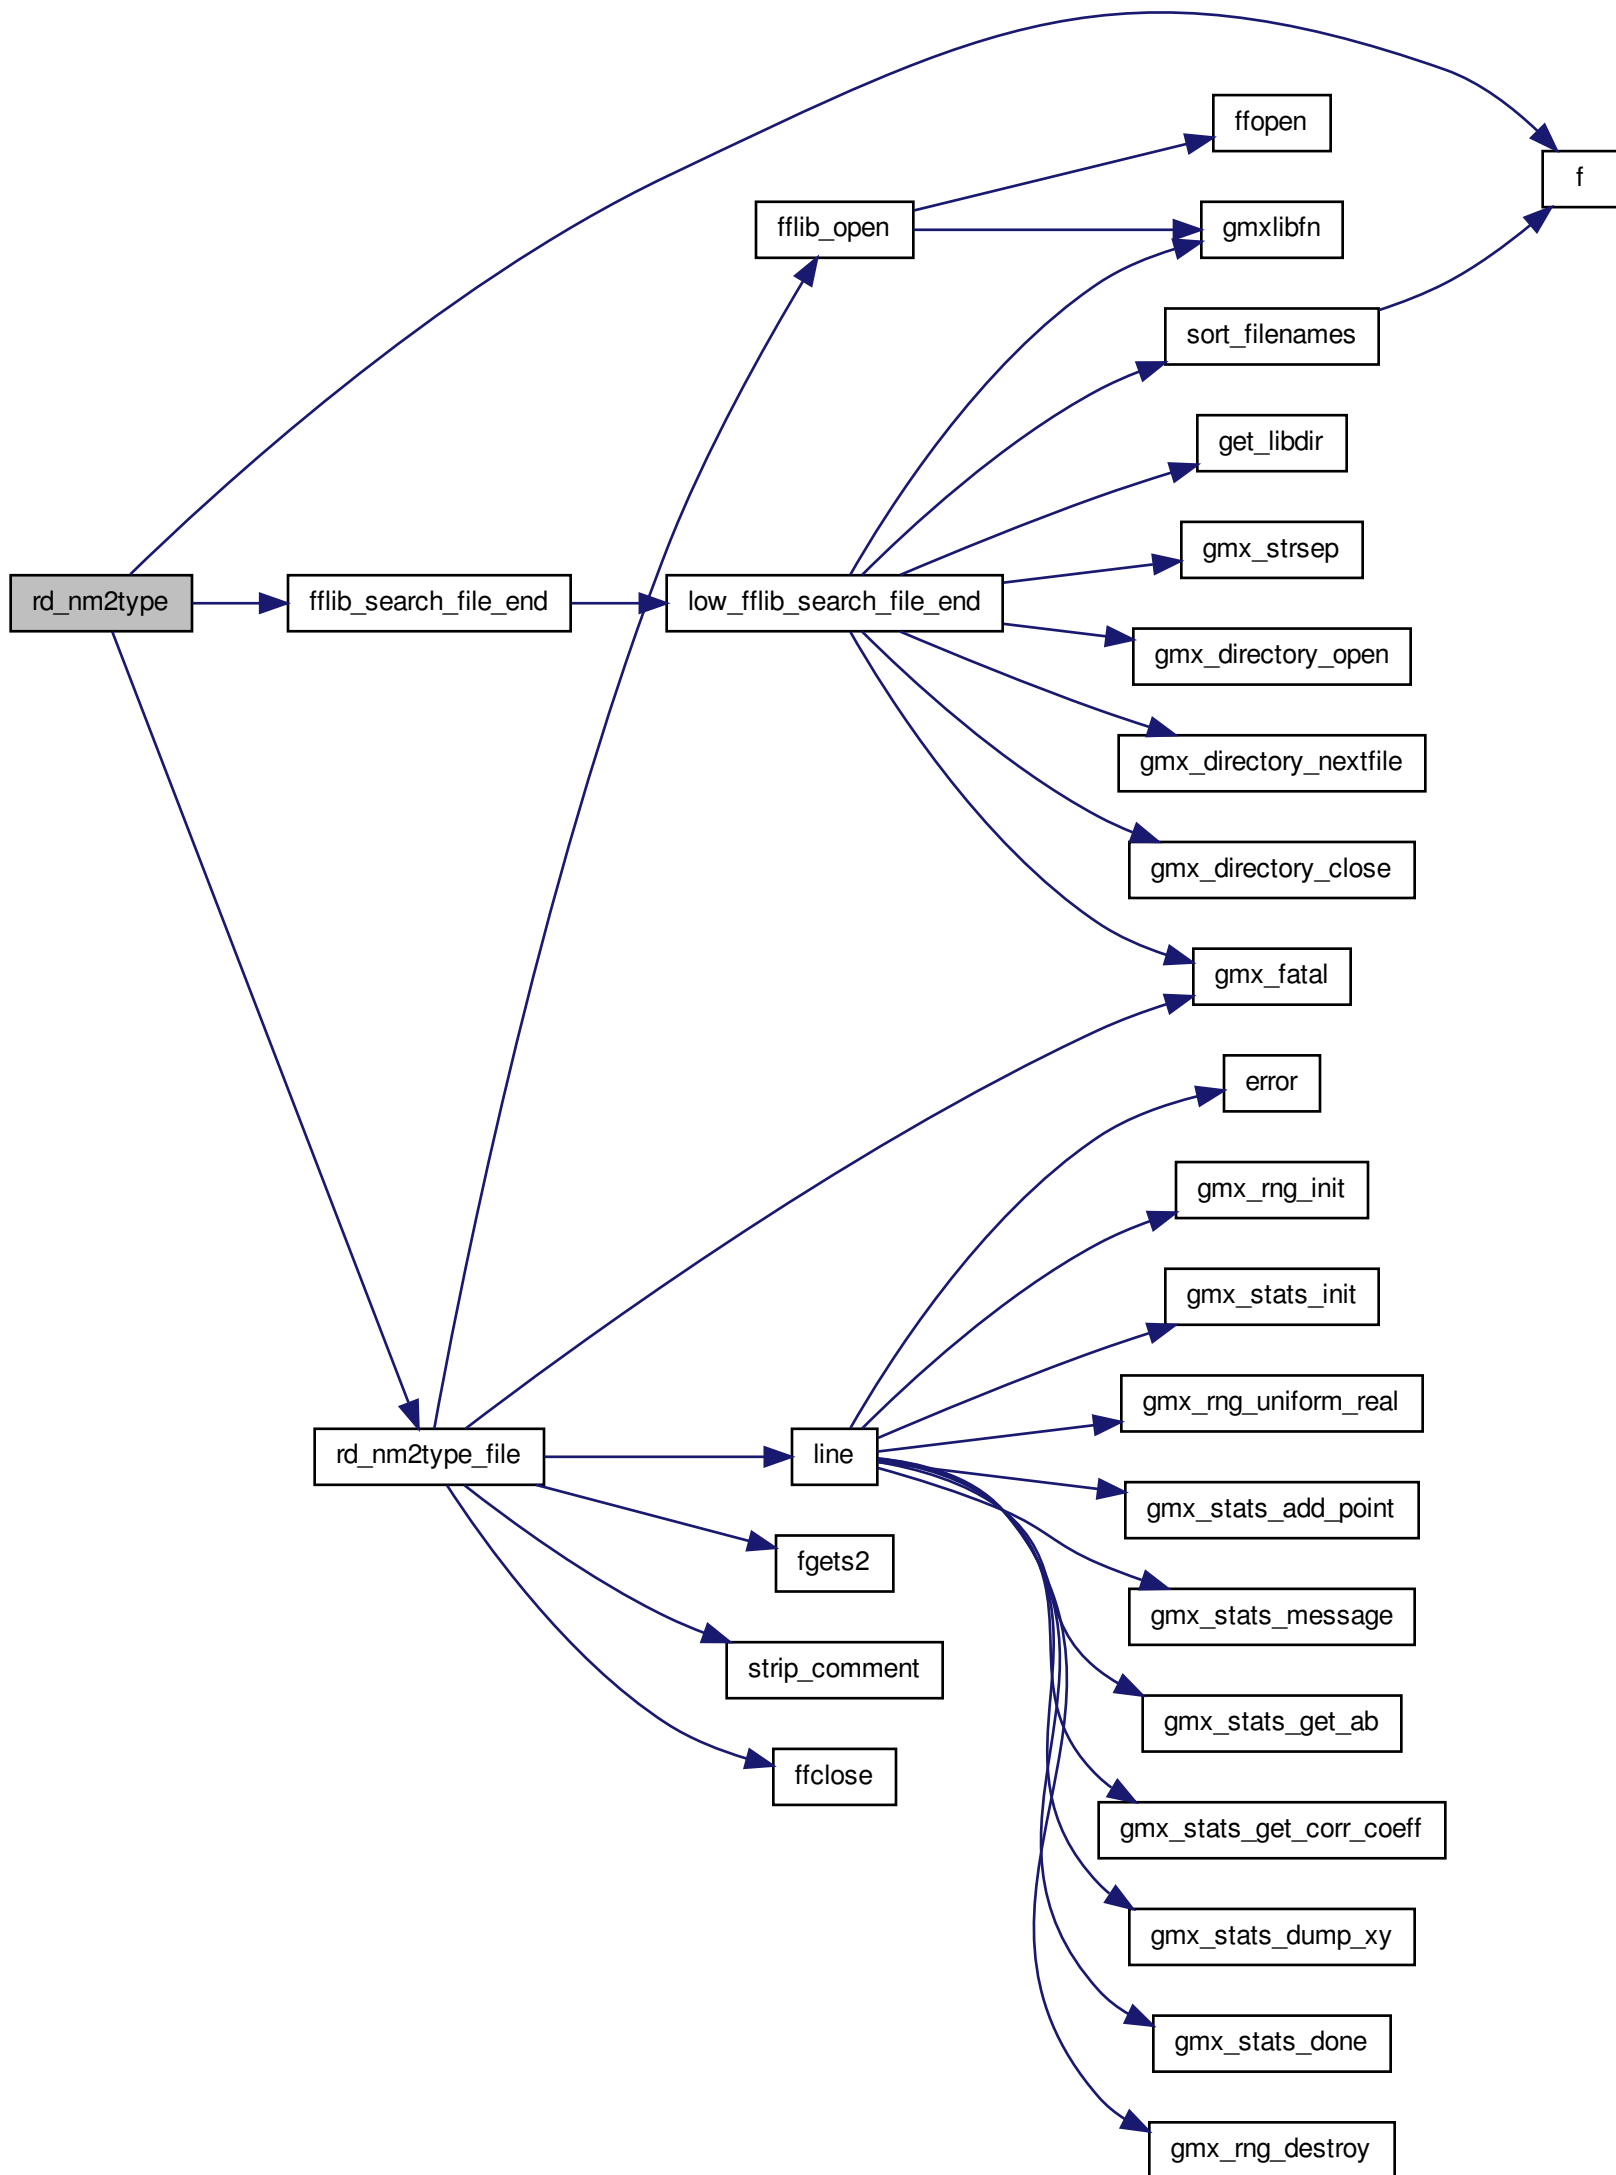 ffopen
f
fflib_open
gmxlibfn
sort_filenames
get_libdir
gmx_strsep
rd_nm2type
fflib_search_file_end
low_fflib_search_file_end
gmx_directory_open
gmx_directory_nextfile
gmx_directory_close
gmx_fatal
error
gmx_rng_init
gmx_stats_init
gmx_rng_uniform_real
rd_nm2type_file
line
gmx_stats_add_point
fgets2
gmx_stats_message
strip_comment
gmx_stats_get_ab
ffclose
gmx_stats_get_corr_coeff
gmx_stats_dump_xy
gmx_stats_done
gmx_rng_destroy